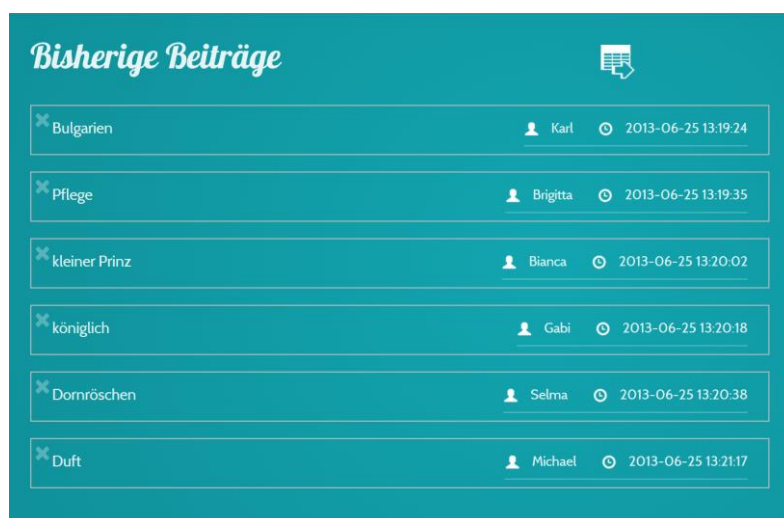 Bisherige Beiträge
Bulgarien Karl 2013-06-25 13:19:24
Pflege Brigitta 2013-06-25 13:19:35
kleiner Prinz Bianca 2013-06-25 13:20:02
königlich Gabi 2013-06-25 13:20:18
Dornröschen Selma 2013-06-25 13:20:38
Duft Michael 2013-06-25 13:21:17